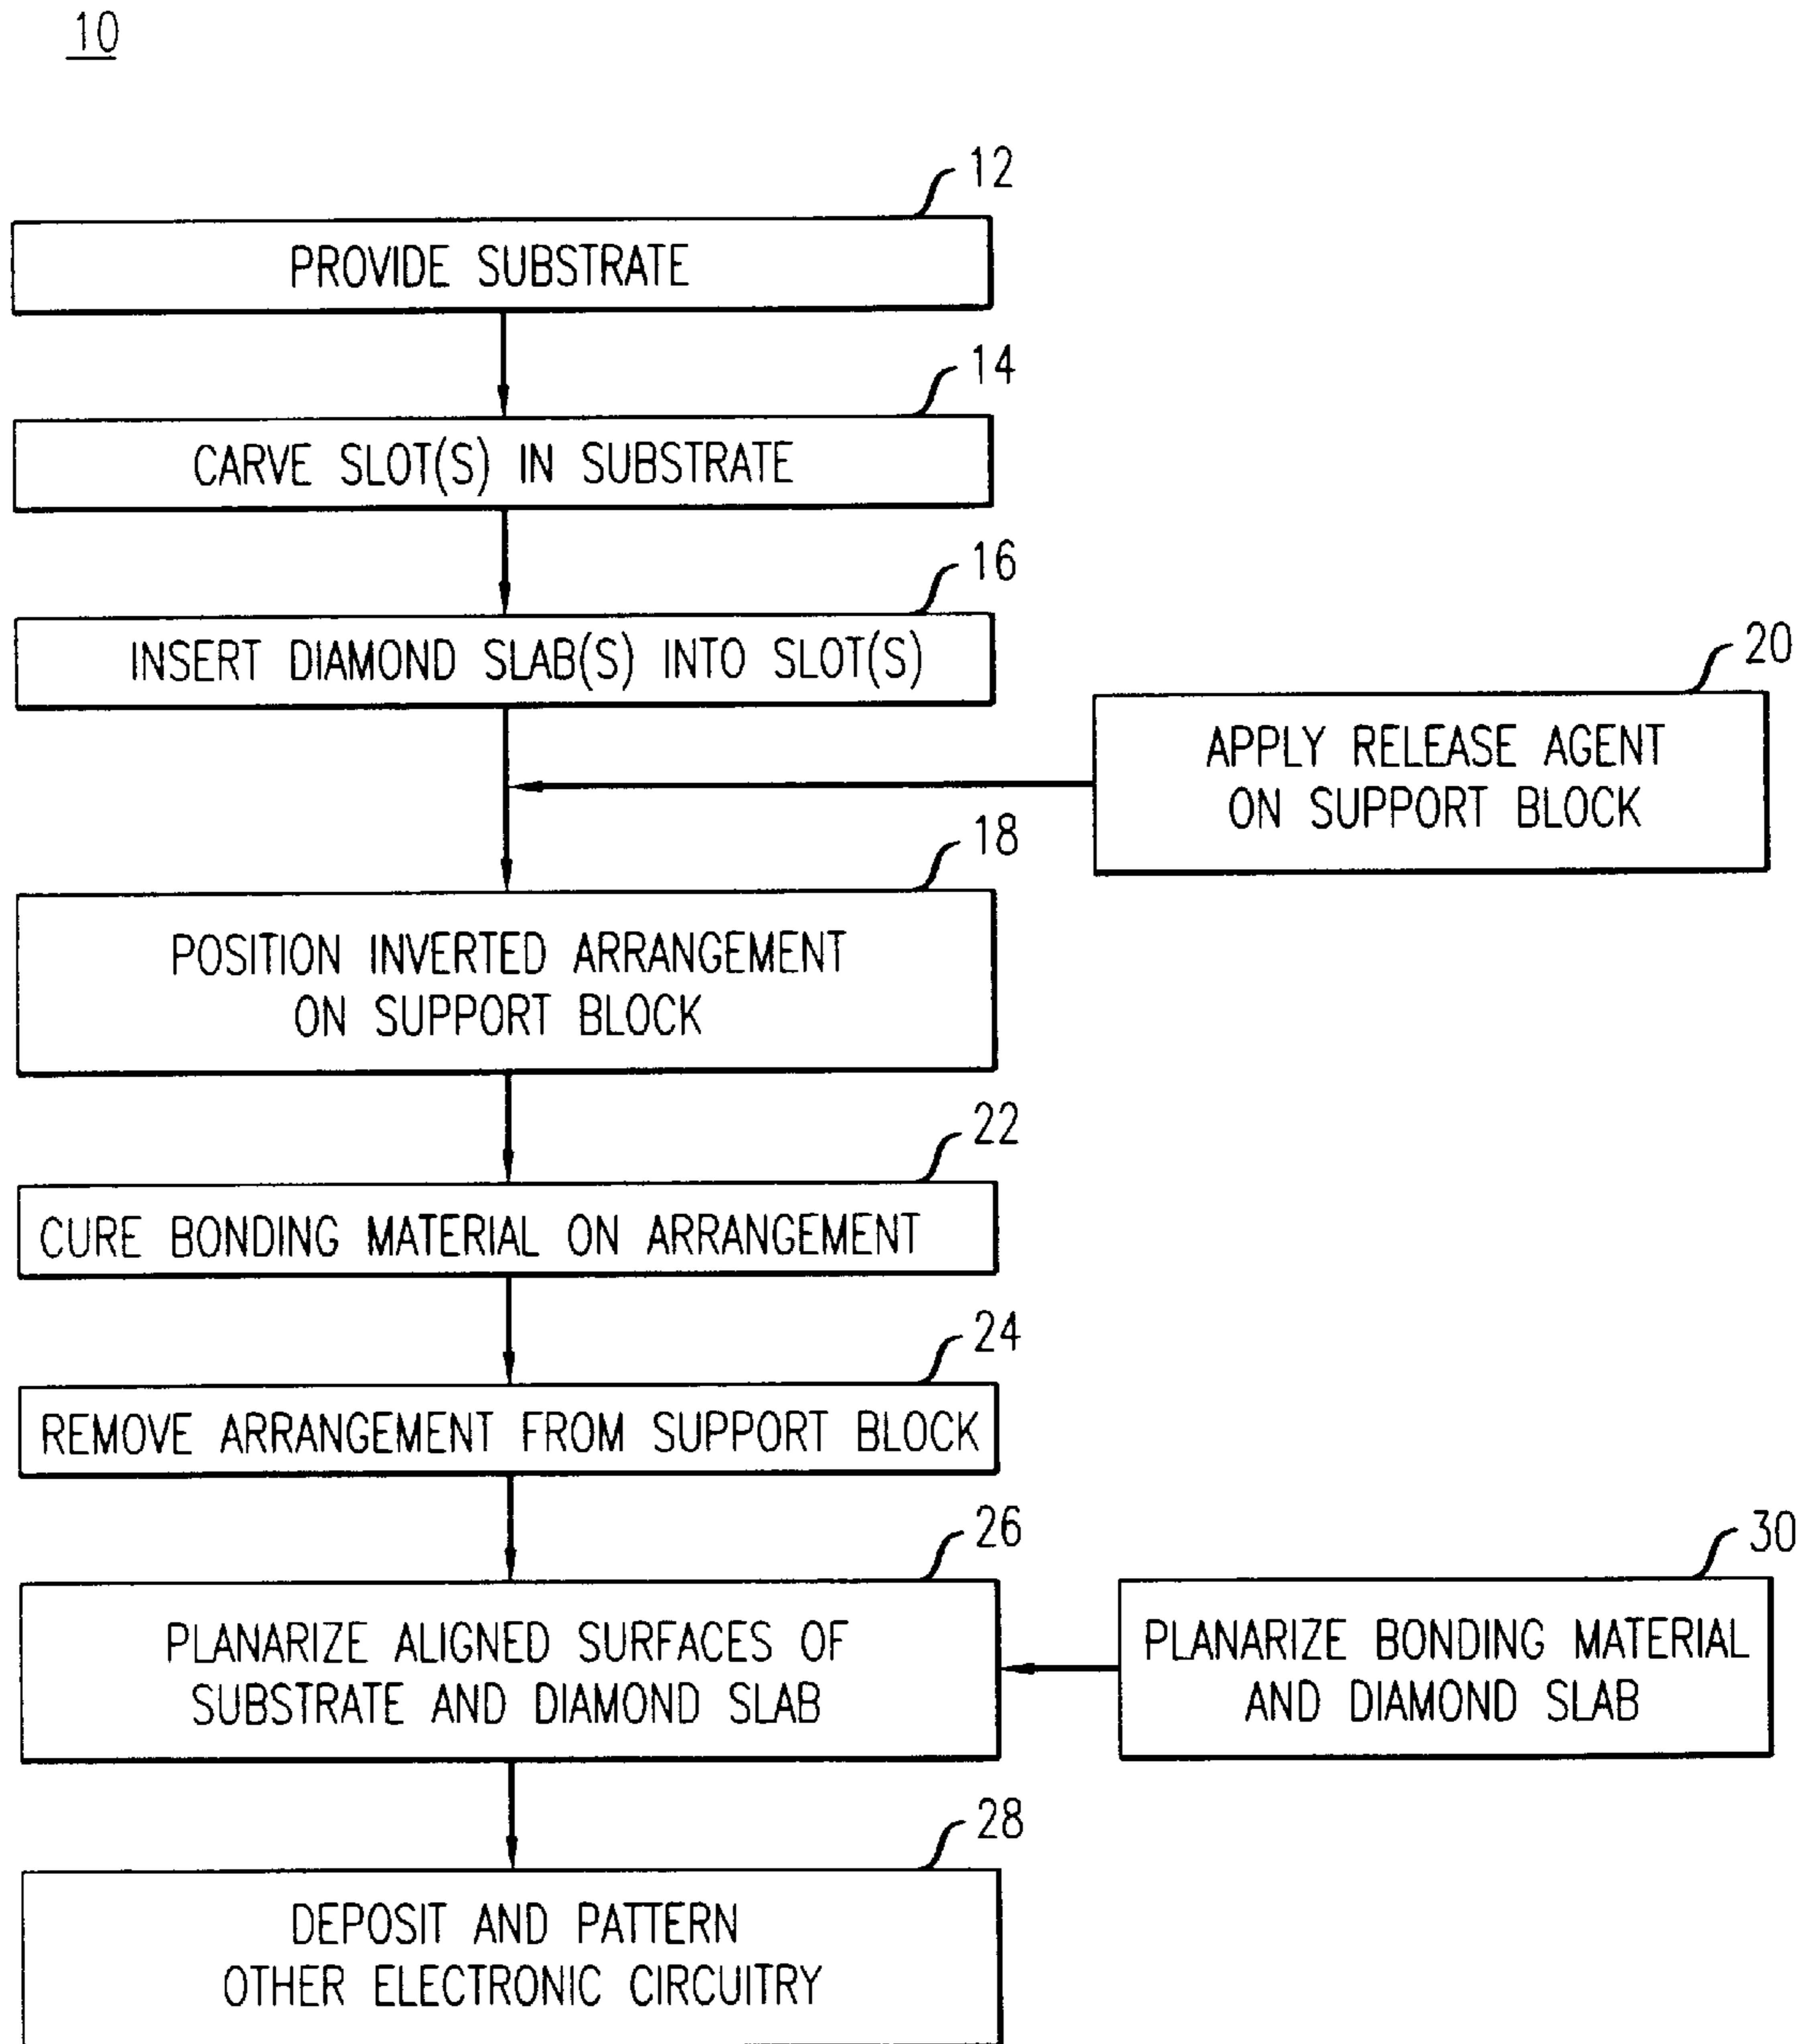 10
12
PROVIDE SUBSTRATE
14
CARVE SLOT(S) IN SUBSTRATE
16
INSERT DIAMOND SLAB(S) INTO SLOT(S)
20
APPLY RELEASE AGENT
ON SUPPORT BLOCK
18
POSITION INVERTED ARRANGEMENT
ON SUPPORT BLOCK
22
CURE BONDING MATERIAL ON ARRANGEMENT
24
REMOVE ARRANGEMENT FROM SUPPORT BLOCK
26
PLANARIZE ALIGNED SURFACES OF
SUBSTRATE AND DIAMOND SLAB
30
PLANARIZE BONDING MATERIAL
AND DIAMOND SLAB
28
DEPOSIT AND PATTERN
OTHER ELECTRONIC CIRCUITRY